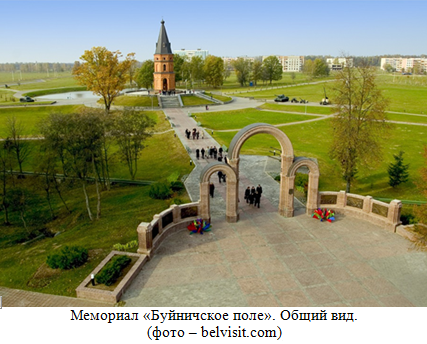 Мемориал «Буйничское поле». Общий вид.
(фото – belvisit.com)